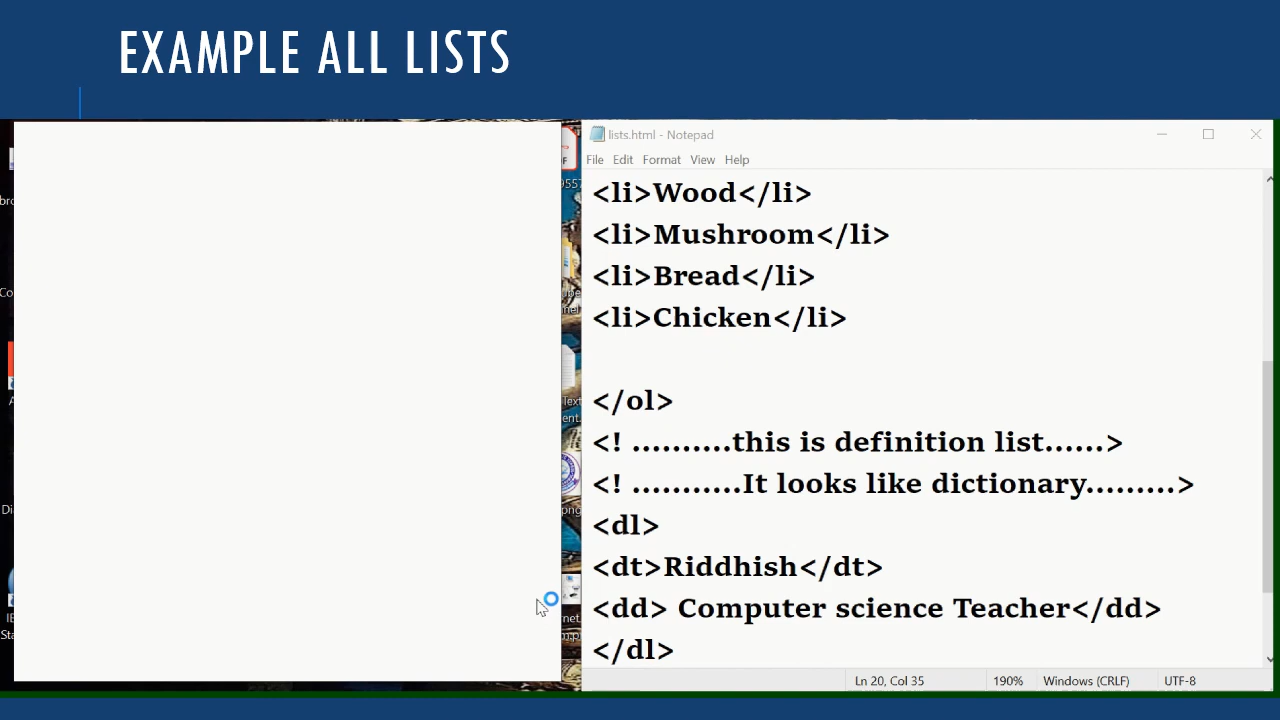 EXAMPLE ALL LISTS
lists.html - Notepad
File Edit Format View Help
<li>Wood</li>
<li>Mushroom</li>
<li>Bread</li>
<li>Chicken</li>
</ol>
<! ..........this is definition list......>
<! ...........It looks like dictionary.........>
<dl>
<dt>Riddhish</dt>
<dd> Computer science Teacher</dd>
</dl>
Ln 20, Col 35 190% Windows (CRLF) UTF-8